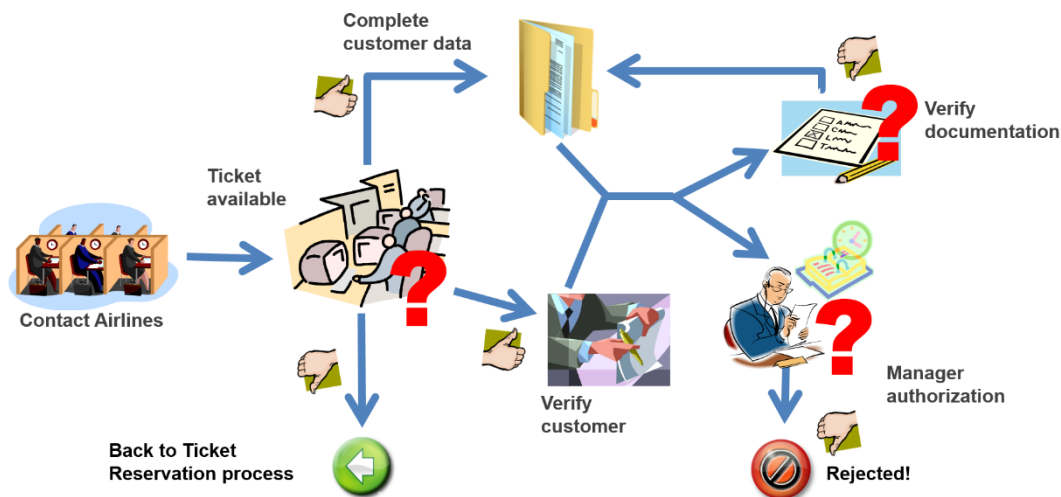 Complete
customer data
Verify
documentation
Ticket
available
Contact Airlines
Verify
customer
Manager
authorization
Back to Ticket
Reservation process
Rejected!